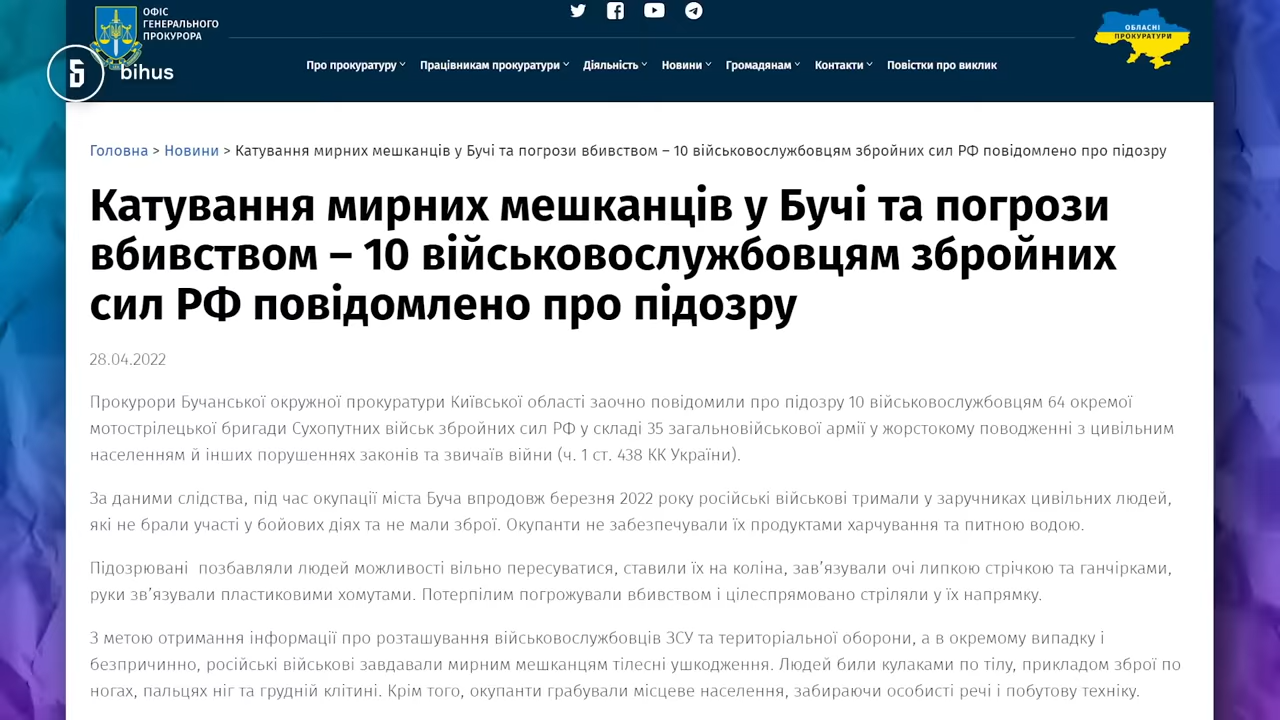 ОФІС
ГЕНЕРАЛЬНОГО
ПРОКУРОРА
ОБЛАСНІ
ПРОКУРАТУРИ
Б bihus
Про прокуратуру Працівникам прокуратури Діяльність Новини Громадянам Контакти Повістки про виклик
Головна > Новини > Катування мирних мешканців у Бучі та погрози вбивством – 10 військовослужбовцям збройних сил РФ повідомлено про підозру
Катування мирних мешканців у Бучі та погрози
вбивством – 10 військовослужбовцям збройних
сил РФ повідомлено про підозру
28.04.2022
Прокурори Бучанської окружної прокуратури Київської області заочно повідомили про підозру 10 військовослужбовцям 64 окремої
мотострілецької бригади Сухопутних військ збройних сил РФ у складі 35 загальновійськової армії у жорстокому поводженні з цивільним
населенням й інших порушеннях законів та звичаїв війни (ч. 1 ст. 438 КК України).
За даними слідства, під час окупації міста Буча впродовж березня 2022 року російські військові тримали у заручниках цивільних людей,
які не брали участі у бойових діях та не мали зброї. Окупанти не забезпечували їх продуктами харчування та питною водою.
Підозрювані  позбавляли людей можливості вільно пересуватися, ставили їх на коліна, зав’язували очі липкою стрічкою та ганчірками,
руки зв’язували пластиковими хомутами. Потерпілим погрожували вбивством і цілеспрямовано стріляли у їх напрямку.
З метою отримання інформації про розташування військовослужбовців ЗСУ та територіальної оборони, а в окремому випадку і
безпричинно, російські військові завдавали мирним мешканцям тілесні ушкодження. Людей били кулаками по тілу, прикладом зброї по
ногах, пальцях ніг та грудній клітині. Крім того, окупанти грабували місцеве населення, забираючи особисті речі і побутову техніку.